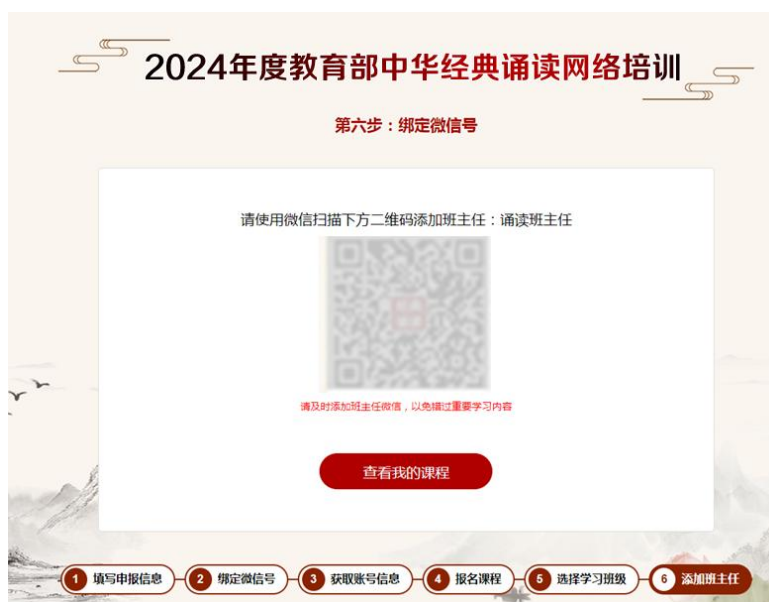 2024年度教育部中华经典诵读网络培训
第六步：绑定微信号
请使用微信扫描下方二维码添加班主任：诵读班主任
请及时添加班主任微信，以免错过重要学习内容
查看我的课程
1 填写申报信息 2 绑定微信号 3 获取账号信息 4 报名课程 5 选择学习班级 6 添加班主任